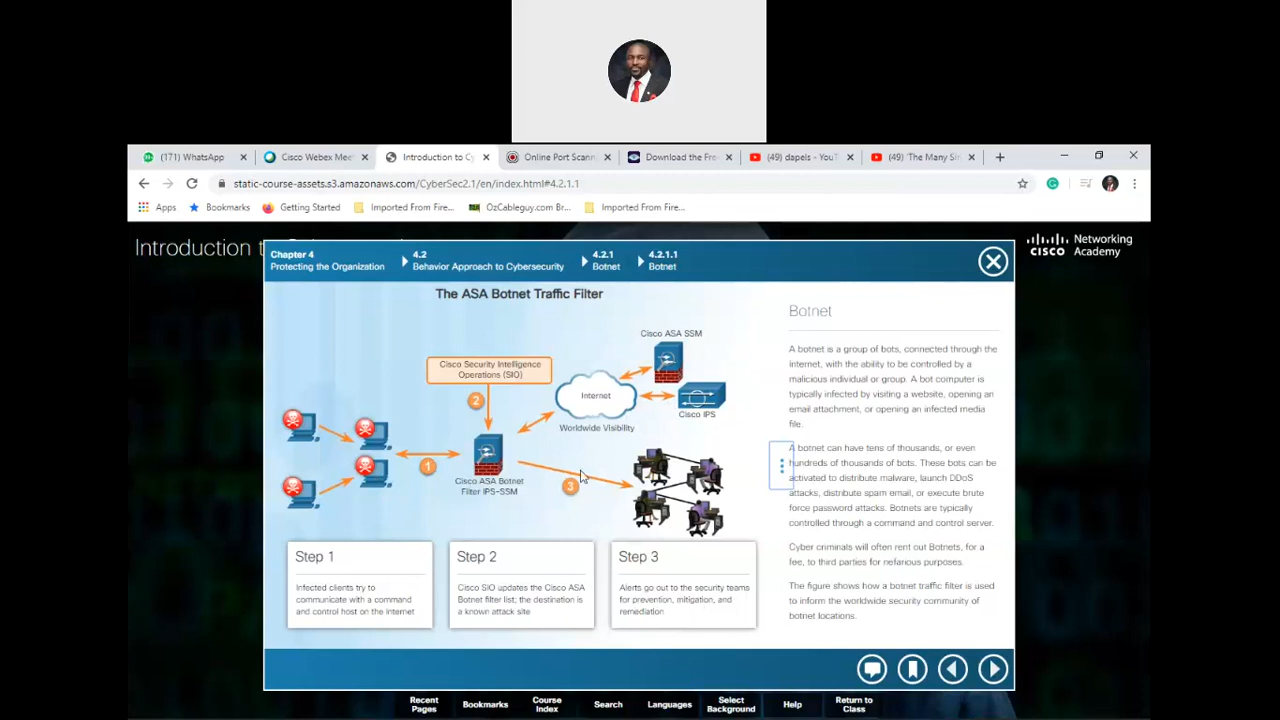 (171) WhatsApp
Cisco Webex Mee
Introduction to Cy
Online Port Scann
Download the Fre
(49) dapels - YouT
(49) 'The Many Sin
static-course-assets.s3.amazonaws.com/CyberSec2.1/en/index.html#4.2.1.1
Apps
Bookmarks
Getting Started
Imported From Fire...
OzCableguy.com Br...
Imported From Fire...
Introduction t
CISCO
Networking
Academy
Chapter 4
Protecting the Organization
4.2
Behavior Approach to Cybersecurity
4.2.1
Botnet
4.2.1.1
Botnet
The ASA Botnet Traffic Filter
Cisco ASA SSM
Cisco Security Intelligence
Operations (SIO)
2
Internet
Worldwide Visibility
Cisco IPS
1
Cisco ASA Botnet
Filter IPS-SSM
3
Step 1
Infected clients try to
communicate with a command
and control host on the Internet
Step 2
Cisco SIO updates the Cisco ASA
Botnet filter list; the destination is
a known attack site
Step 3
Alerts go out to the security teams
for prevention, mitigation, and
remediation
Botnet
A botnet is a group of bots, connected through the
internet, with the ability to be controlled by a
malicious individual or group. A bot computer is
typically infected by visiting a website, opening an
email attachment, or opening an infected media
file.
A botnet can have tens of thousands, or even
hundreds of thousands of bots. These bots can be
activated to distribute malware, launch DDoS
attacks, distribute spam email, or execute brute
force password attacks. Botnets are typically
controlled through a command and control server.
Cyber criminals will often rent out Botnets, for a
fee, to third parties for nefarious purposes.
The figure shows how a botnet traffic filter is used
to inform the worldwide security community of
botnet locations.
Recent
Pages
Bookmarks
Course
Index
Search
Languages
Select
Background
Help
Return to
Class